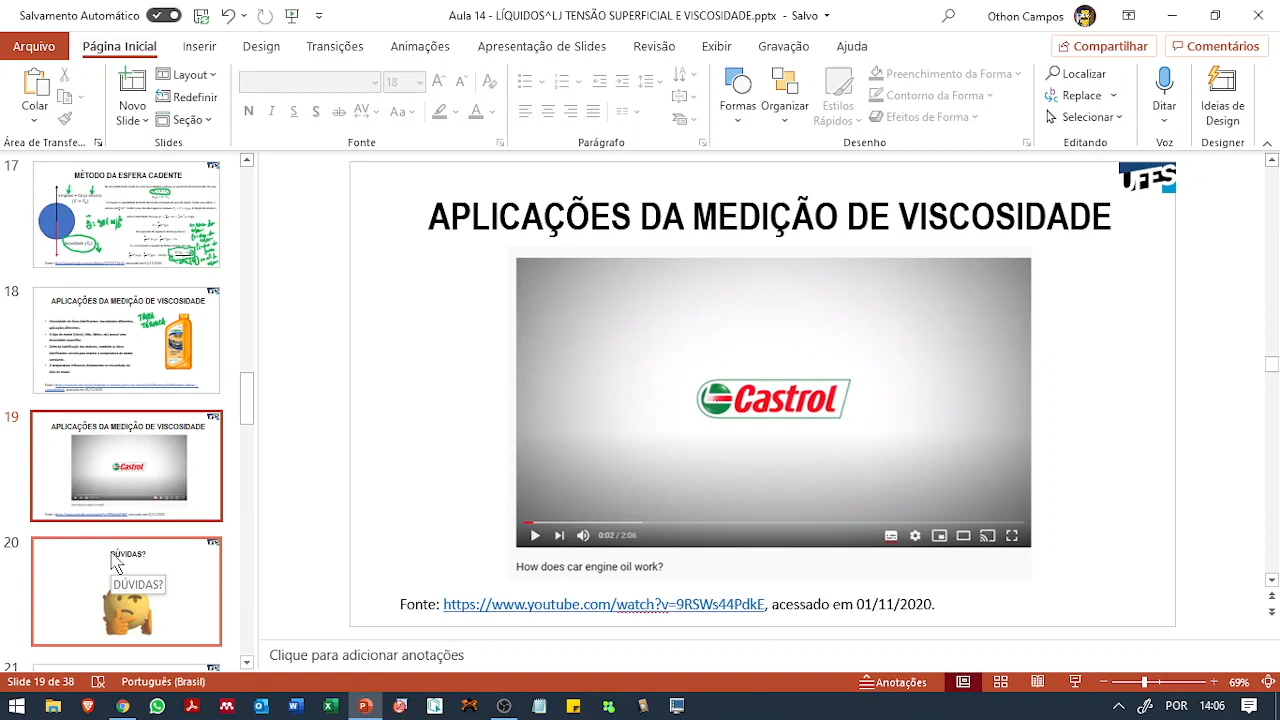 Salvamento Automático
Aula 14 - LÍQUIDOS^LJ TENSÃO SUPERFICIAL E VISCOSIDADE.pptx - Salvo
Othon Campos
Arquivo
Página Inicial
Inserir
Design
Transições
Animações
Apresentação de Slides
Revisão
Exibir
Gravação
Ajuda
Compartilhar
Comentários
Colar
Novo
Slide
Layout
Redefinir
Seção
18
N I S S ab AV Aa A A
Formas
Organizar
Estilos
Rápidos
Preenchimento da Forma
Contorno da Forma
Efeitos de Forma
Localizar
Replace
Selecionar
Ditar
Ideias de
Design
Área de Transfe...
Slides
Fonte
Parágrafo
Desenho
Editando
Voz
Designer
17
MÉTODO DA ESFERA CADENTE
18
APLICAÇÕES DA MEDIÇÃO DE VISCOSIDADE
19
APLICAÇÕES DA MEDIÇÃO DE VISCOSIDADE
Castrol
20
DÚVIDAS?
DÚVIDAS?
21
UFES
APLICAÇÕES DA MEDIÇÃO DE VISCOSIDADE
Castrol
0:02 / 2:06
How does car engine oil work?
Fonte: https://www.youtube.com/watch?v=9RSWs44PdkE, acessado em 01/11/2020.
Clique para adicionar anotações
Slide 19 de 38
Português (Brasil)
Anotações
69%
POR
14:06